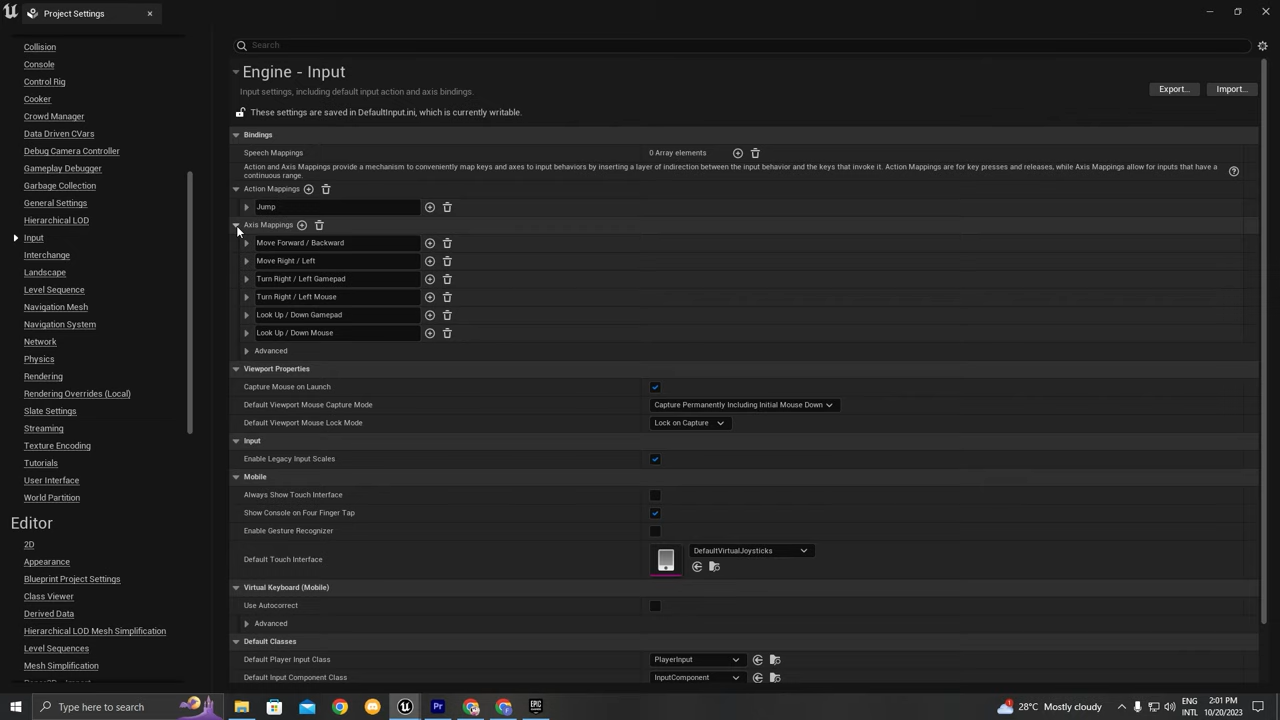 Project Settings
Collision
Console
Control Rig
Cooker
Crowd Manager
Data Driven CVars
Debug Camera Controller
Gameplay Debugger
Garbage Collection
General Settings
Hierarchical LOD
Input
Interchange
Landscape
Level Sequence
Navigation Mesh
Navigation System
Network
Physics
Rendering
Rendering Overrides (Local)
Slate Settings
Streaming
Texture Encoding
Tutorials
User Interface
World Partition
Editor
2D
Appearance
Blueprint Project Settings
Class Viewer
Derived Data
Hierarchical LOD Mesh Simplification
Level Sequences
Mesh Simplification
Search
Engine - Input
Input settings, including default input action and axis bindings.
Export... Import...
These settings are saved in DefaultInput.ini, which is currently writable.
Bindings
Speech Mappings 0 Array elements
Action and Axis Mappings provide a mechanism to conveniently map keys and axes to input behaviors by inserting a layer of indirection between the input behavior and the keys that invoke it. Action Mappings are for key presses and releases, while Axis Mappings allow for inputs that have a
continuous range.
Action Mappings
Jump
Axis Mappings
Move Forward / Backward
Move Right / Left
Turn Right / Left Gamepad
Turn Right / Left Mouse
Look Up / Down Gamepad
Look Up / Down Mouse
Advanced
Viewport Properties
Capture Mouse on Launch
Default Viewport Mouse Capture Mode Capture Permanently Including Initial Mouse Down
Default Viewport Mouse Lock Mode Lock on Capture
Input
Enable Legacy Input Scales
Mobile
Always Show Touch Interface
Show Console on Four Finger Tap
Enable Gesture Recognizer
Default Touch Interface DefaultVirtualJoysticks
Virtual Keyboard (Mobile)
Use Autocorrect
Advanced
Default Classes
Default Player Input Class PlayerInput
Default Input Component Class InputComponent
Type here to search
Pr
EPIC
28°C Mostly cloudy
ENG
INTL
2:01 PM
10/20/2023